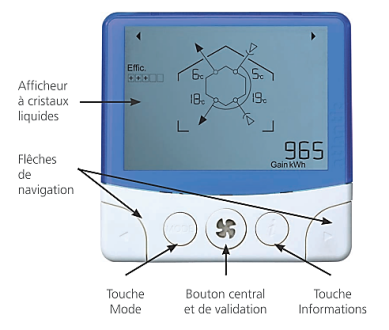 Effic.
6°c
5°c
18°c
19°c
965
Gain kWh
Afficheur
à cristaux
liquides
Flêches
de
navigation
Touche
Mode
Bouton central
et de validation
Touche
Informations